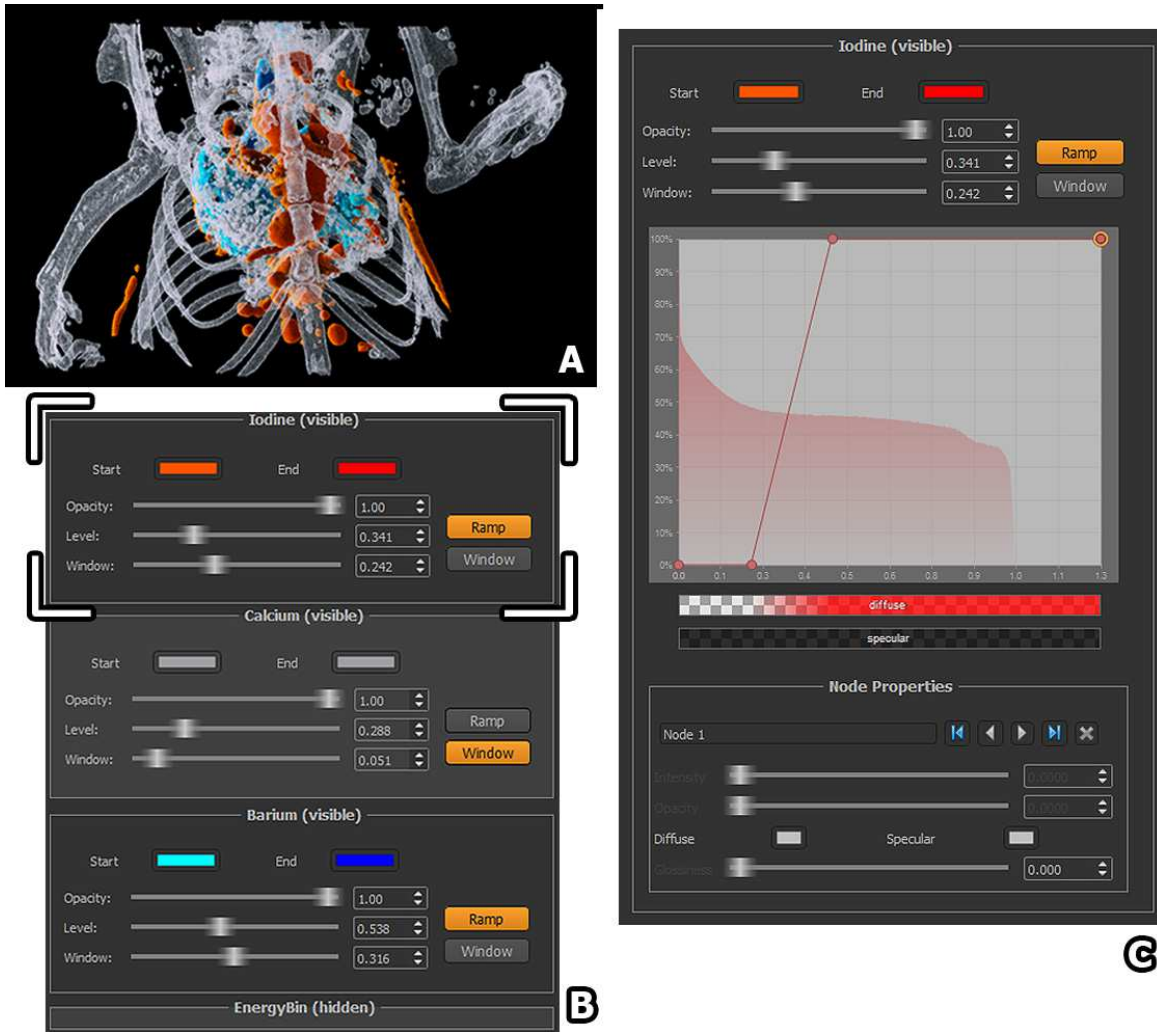 A
Iodine (visible)
Start End
Opacity: 1.00
Level: 0.341
Window: 0.242
Ramp
Window
Calcium (visible)
Start End
Opacity: 1.00
Level: 0.288
Window: 0.051
Ramp
Window
Barium (visible)
Start End
Opacity: 1.00
Level: 0.538
Window: 0.316
Ramp
Window
EnergyBin (hidden)
B
Iodine (visible)
Start End
Opacity: 1.00
Level: 0.341
Window: 0.242
Ramp
Window
100%
90%
80%
70%
60%
50%
40%
30%
20%
10%
0%
0.0 0.1 0.3 0.4 0.5 0.6 0.8 0.9 1.0 1.1 1.3
diffuse
specular
Node Properties
Node 1
Intensity 0.0000
Opacity 0.0000
Diffuse Specular
Glossiness 0.000
C